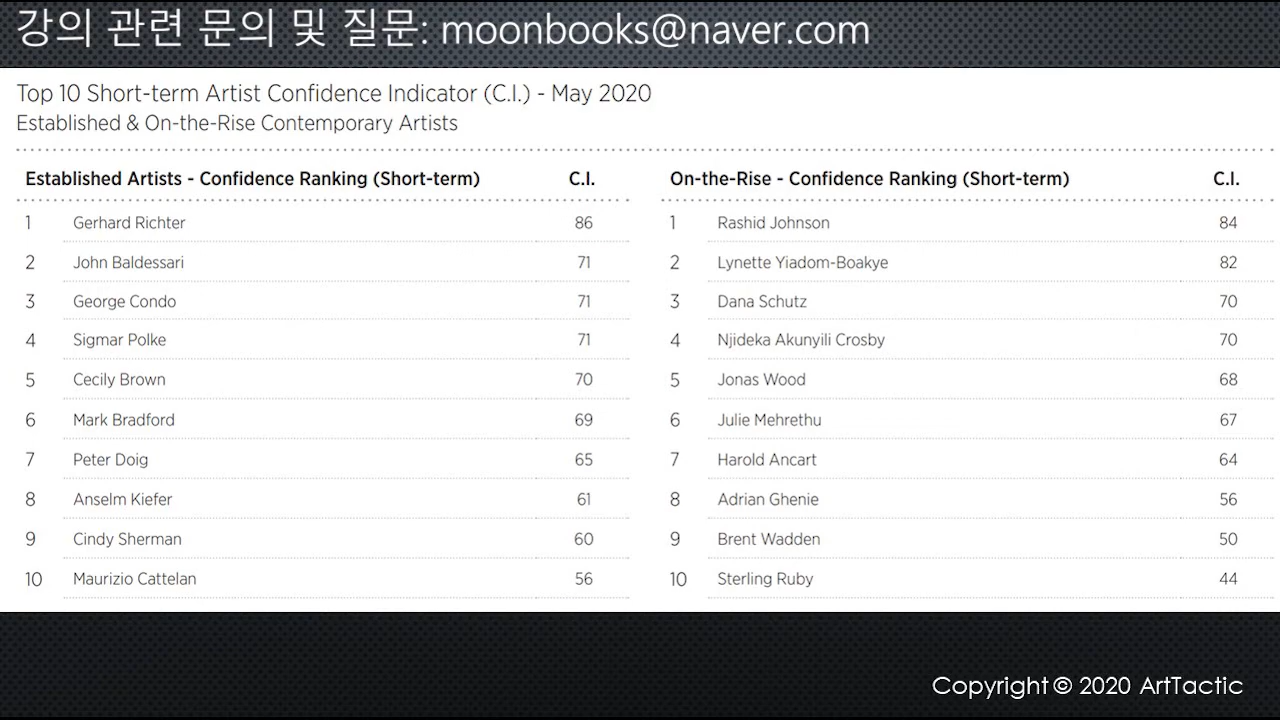 강의 관련 문의 및 질문: moonbooks@naver.com
Top 10 Short-term Artist Confidence Indicator (C.I.) - May 2020
Established & On-the-Rise Contemporary Artists
Established Artists - Confidence Ranking (Short-term) C.I.
1 Gerhard Richter 86
2 John Baldessari 71
3 George Condo 71
4 Sigmar Polke 71
5 Cecily Brown 70
6 Mark Bradford 69
7 Peter Doig 65
8 Anselm Kiefer 61
9 Cindy Sherman 60
10 Maurizio Cattelan 56
On-the-Rise - Confidence Ranking (Short-term) C.I.
1 Rashid Johnson 84
2 Lynette Yiadom-Boakye 82
3 Dana Schutz 70
4 Njideka Akunyili Crosby 70
5 Jonas Wood 68
6 Julie Mehrethu 67
7 Harold Ancart 64
8 Adrian Ghenie 56
9 Brent Wadden 50
10 Sterling Ruby 44
Copyright © 2020 ArtTactic